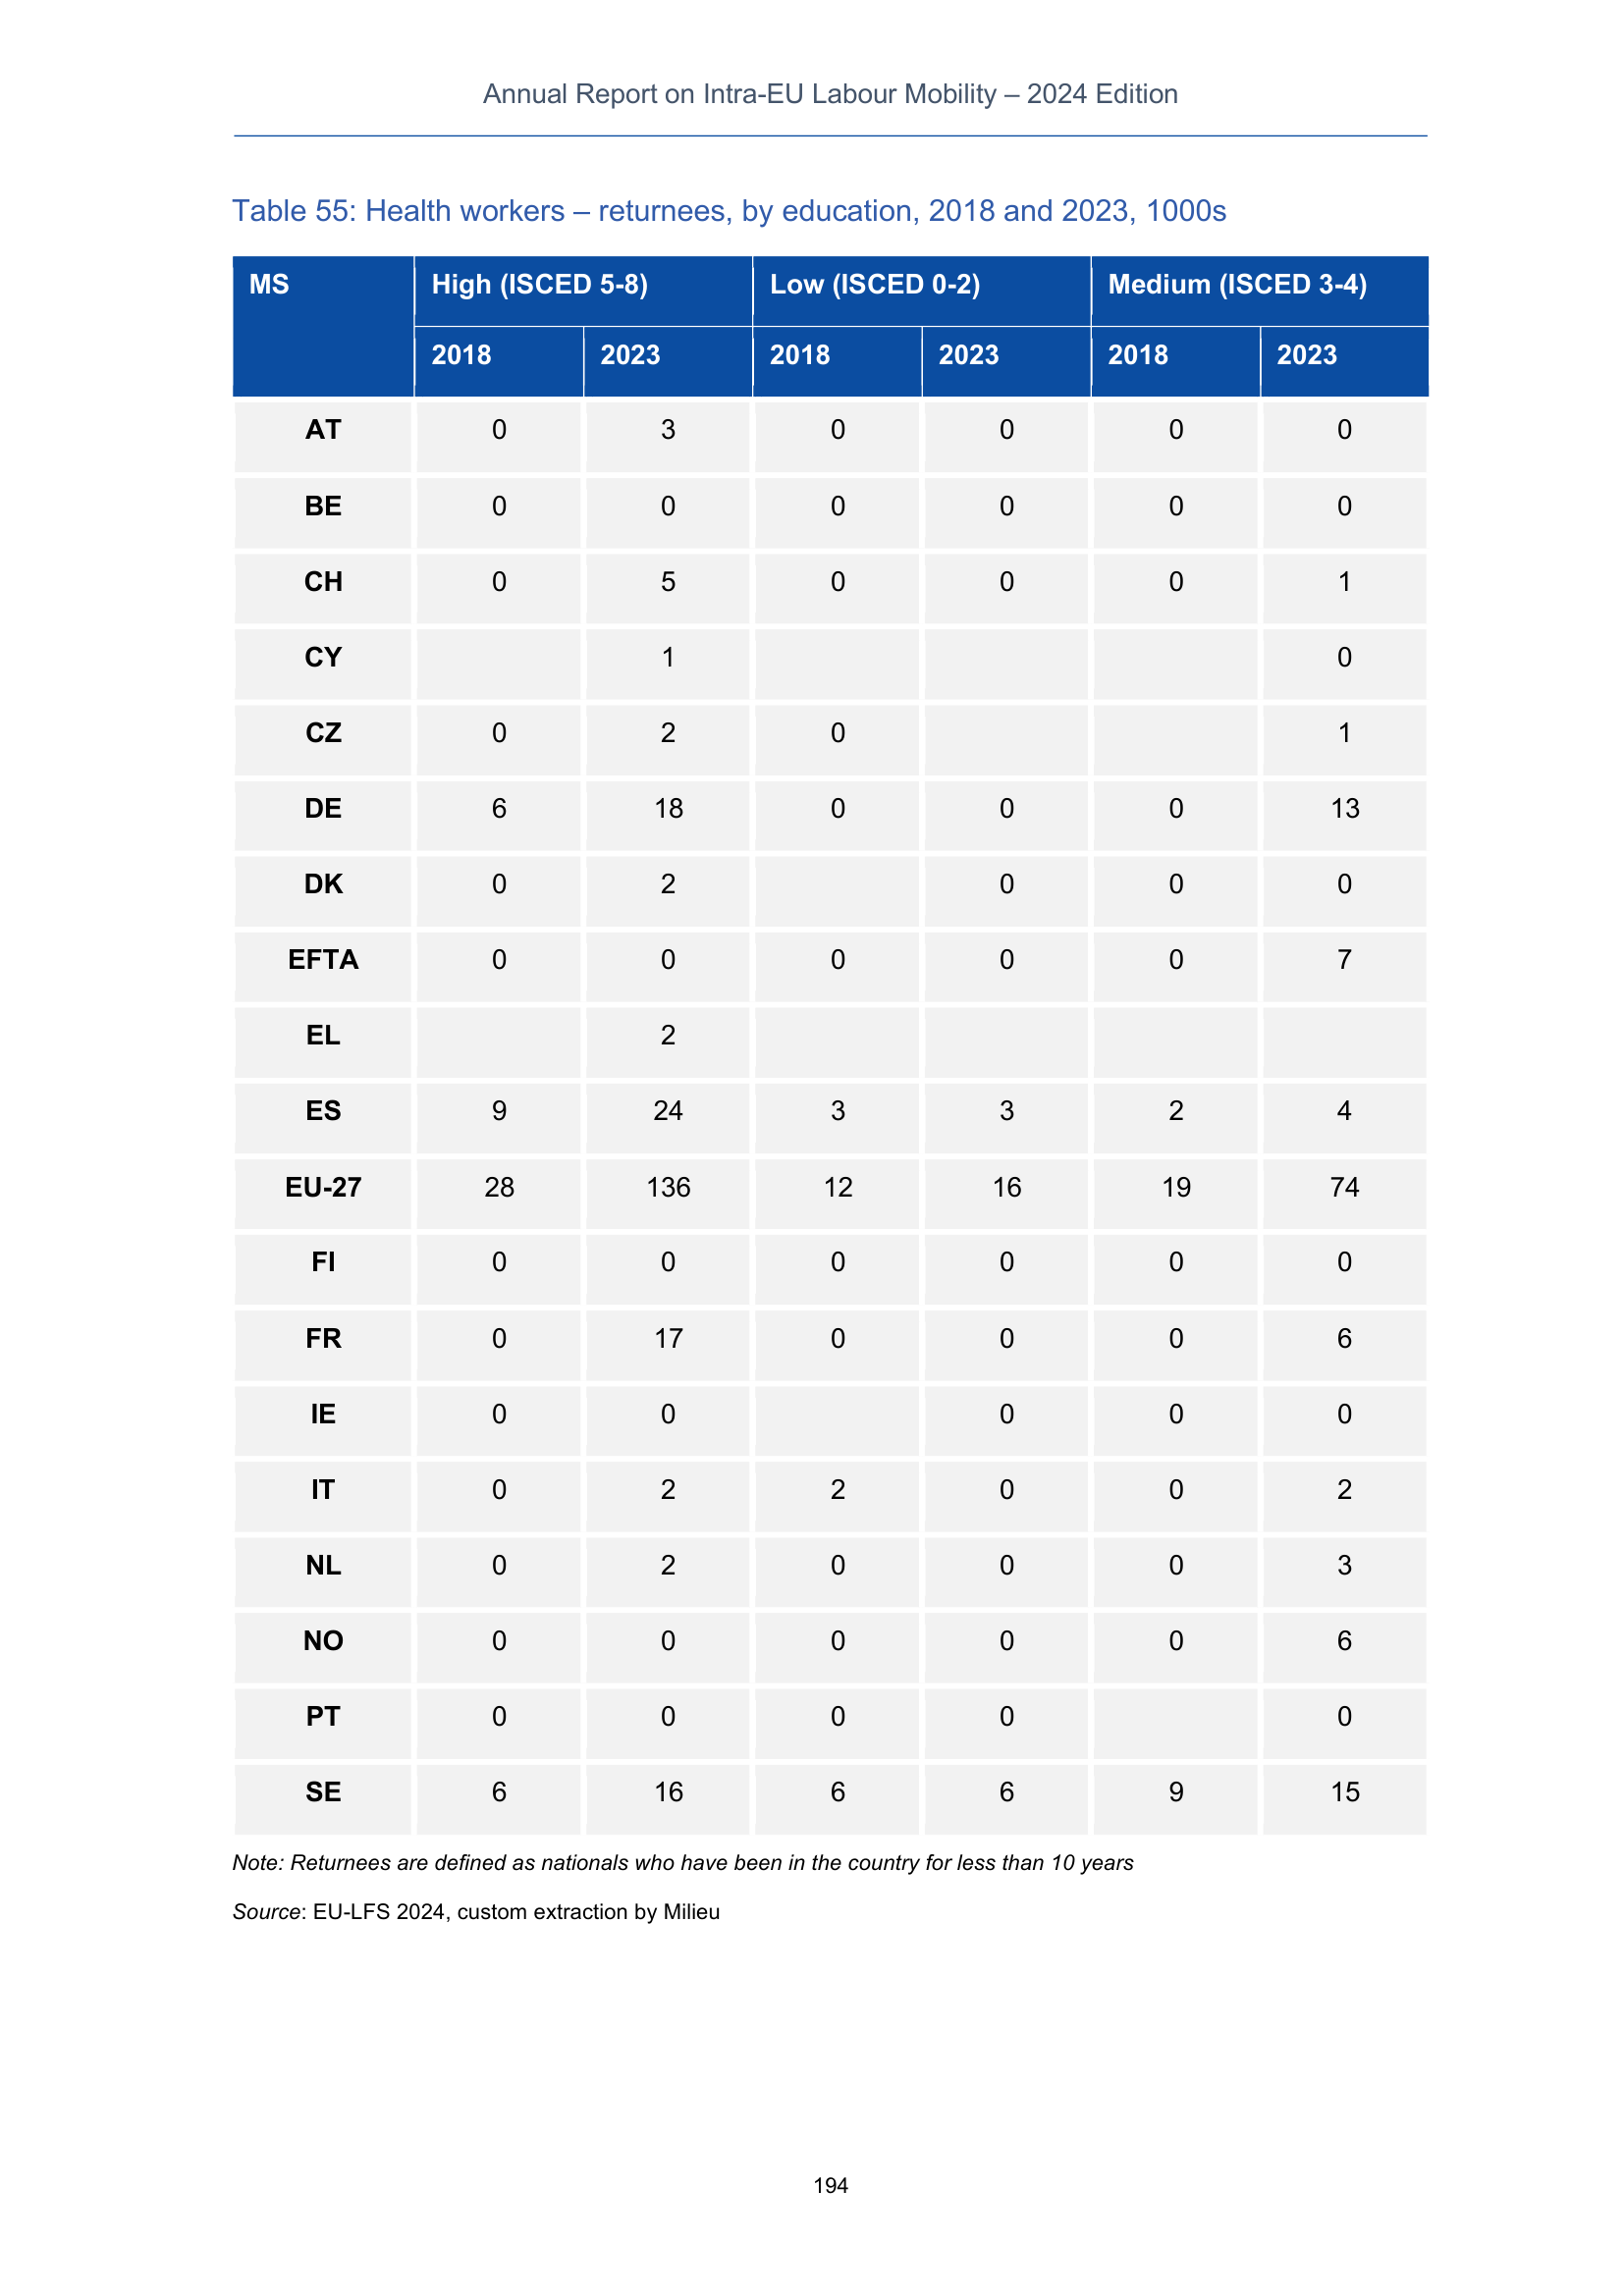 Annual Report on Intra-EU Labour Mobility – 2024 Edition
Table 55: Health workers – returnees, by education, 2018 and 2023, 1000s
MS High (ISCED 5-8) Low (ISCED 0-2) Medium (ISCED 3-4)
2018 2023 2018 2023 2018 2023
AT 0 3 0 0 0 0
BE 0 0 0 0 0 0
CH 0 5 0 0 0 1
CY 1 0
CZ 0 2 0 1
DE 6 18 0 0 0 13
DK 0 2 0 0 0
EFTA 0 0 0 0 0 7
EL 2
ES 9 24 3 3 2 4
EU-27 28 136 12 16 19 74
FI 0 0 0 0 0 0
FR 0 17 0 0 0 6
IE 0 0 0 0 0
IT 0 2 2 0 0 2
NL 0 2 0 0 0 3
NO 0 0 0 0 0 6
PT 0 0 0 0 0
SE 6 16 6 6 9 15
Note: Returnees are defined as nationals who have been in the country for less than 10 years
Source: EU-LFS 2024, custom extraction by Milieu
194